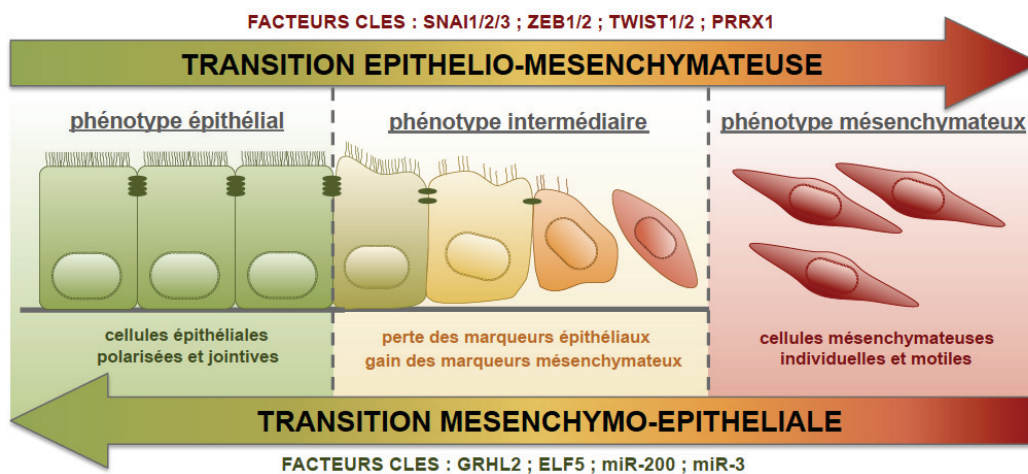 FACTEURS CLES : SNAI1/2/3 ; ZEB1/2 ; TWIST1/2 ; PRRX1
TRANSITION EPITHELIO-MESENCHYMATEUSE
phénotype épithélial
phénotype intermédiaire
phénotype mésenchymateux
cellules épithéliales
polarisées et jointives
perte des marqueurs épithéliaux
gain des marqueurs mésenchymateux
cellules mésenchymateuses
individuelles et motiles
TRANSITION MESENCHYMO-EPITHELIALE
FACTEURS CLES : GRHL2 ; ELF5 ; miR-200 ; miR-3